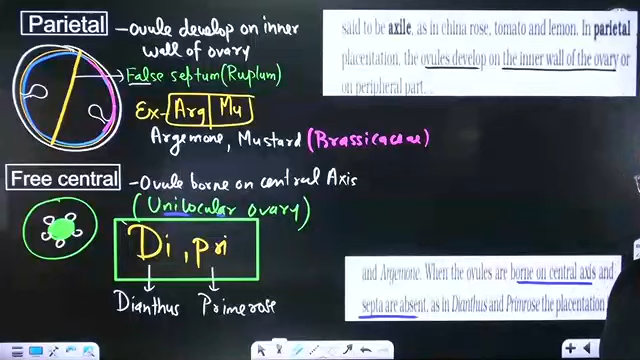 Parietal - ovule develop on inner
wall of ovary
False septum (Ruplum)
Ex- Arg Mu
Argemone, Mustard (Brassicaceae)
said to be axile, as in china rose, tomato and lemon. In parietal
placentation, the ovules develop on the inner wall of the ovary or
on peripheral part.
Free central - Ovule borne on central Axis
(Unilocular ovary)
Di, pri
Dianthus Primerose
and Argemone. When the ovules are borne on central axis and
septa are absent, as in Dianthus and Primrose the placentation